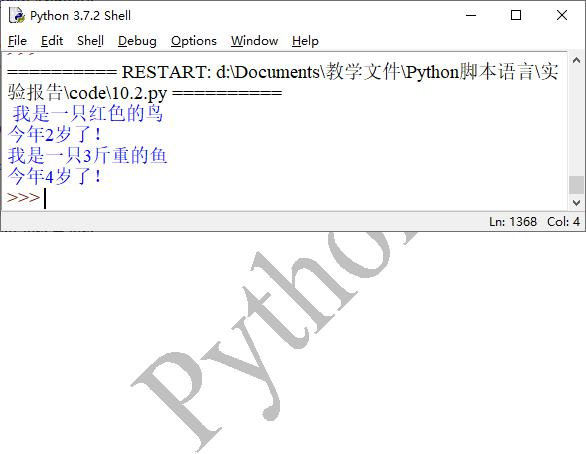 Python 3.7.2 Shell
File Edit Shell Debug Options Window Help
>>>
========== RESTART: d:\Documents\教学文件\Python脚本语言\实
验报告\code\10.2.py ==========
我是一只红色的鸟
今年2岁了！
我是一只3斤重的鱼
今年4岁了！
>>>
Ln: 1368 Col: 4
Pytho